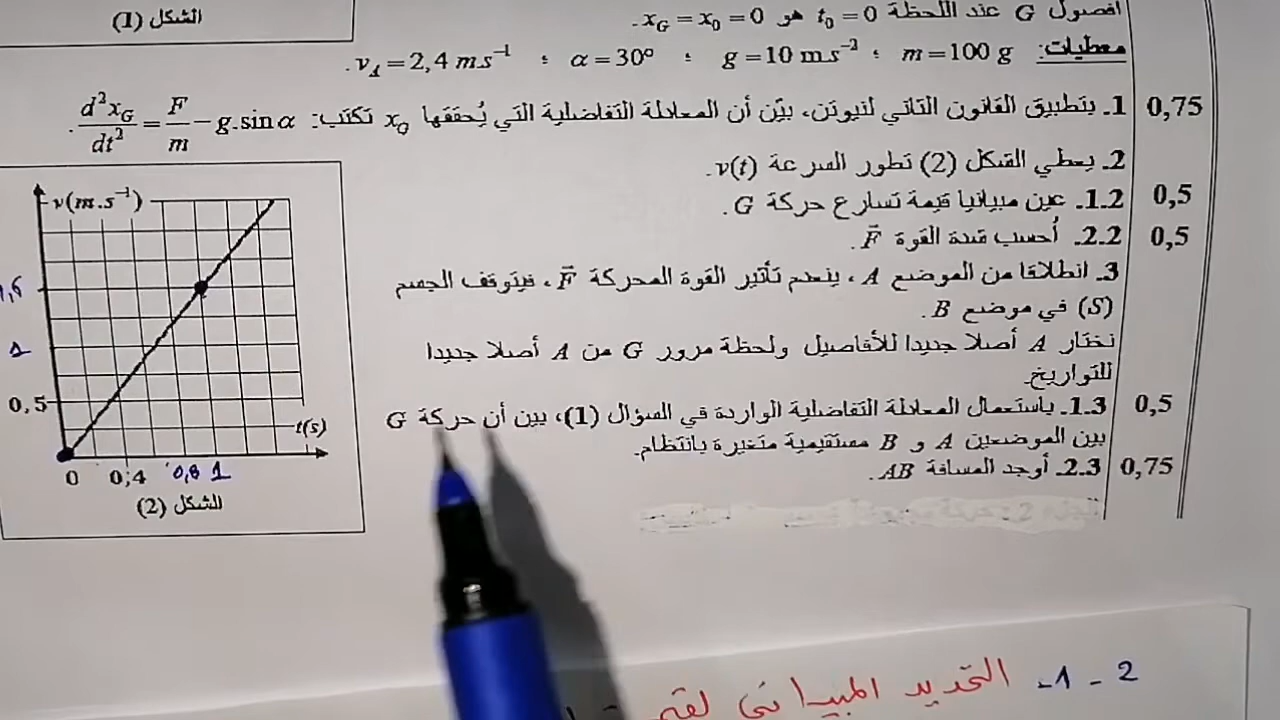 الشكل (1)
افصول G عند اللحظة t₀ = 0 هو x_G = x₀ = 0.
معطيات: m = 100 g ؛ g = 10 m s⁻² ؛ α = 30° ؛ v_A = 2,4 m s⁻¹.
0,75 1. بتطبيق القانون الثاني لنيوتن، بيّن أن المعادلة التفاضلية التي يُحققها x_G تكتب: d²x_G/dt² = F/m − g.sin α.
2. يعطي الشكل (2) تطور السرعة v(t).
0,5 1.2. عين مبيانيا قيمة تسارع حركة G.
0,5 2.2. أُحسب شدة القوة F⃗.
3. انطلاقا من الموضع A، ينعدم تأثير القوة المحركة F⃗، فيتوقف الجسم
(S) في موضع B.
نختار A أصلا جديدا للأفاصيل ولحظة مرور G من A أصلا جديدا
للتواريخ.
0,5 1.3. باستعمال المعادلة التفاضلية الواردة في السؤال (1)، بين أن حركة G
بين الموضعين A و B مستقيمية متغيرة بانتظام.
0,75 2.3. أوجد المسافة AB.
v(m.s⁻¹)
1
0,5
t(s)
0 0,4 0,8 1
الشكل (2)
2 - 1 - التحديد المبياني